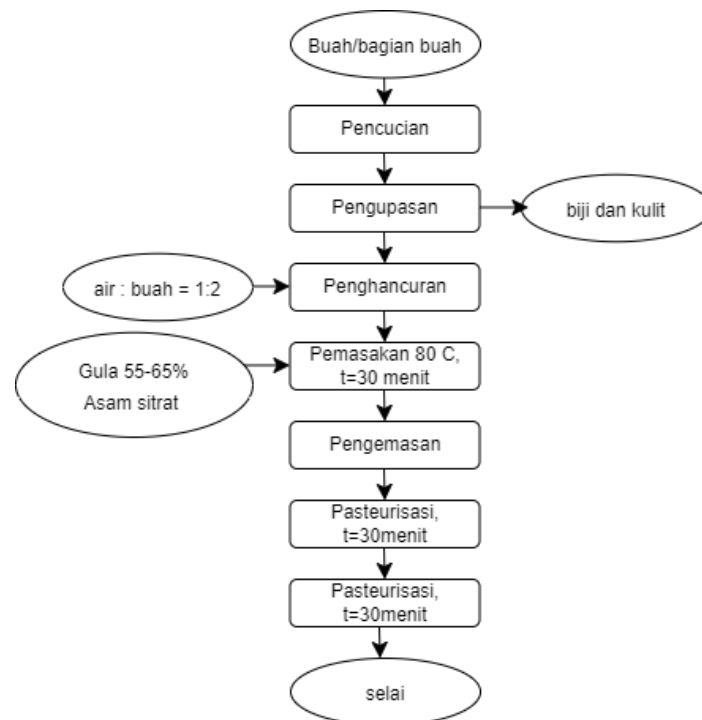 Buah/bagian buah
Pencucian
Pengupasan
biji dan kulit
air : buah = 1:2
Penghancuran
Gula 55-65%
Asam sitrat
Pemasakan 80 C,
t=30 menit
Pengemasan
Pasteurisasi,
t=30menit
Pasteurisasi,
t=30menit
selai